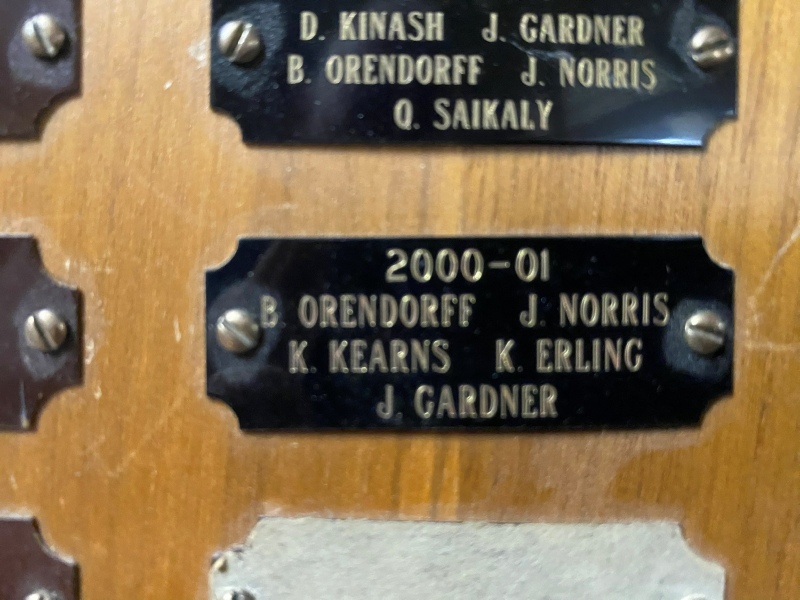 D. KINASH J. GARDNER
B. ORENDORFF J. NORRIS
Q. SAIKALY
2000-01
B. ORENDORFF J. NORRIS
K. KEARNS K. ERLING
J. GARDNER